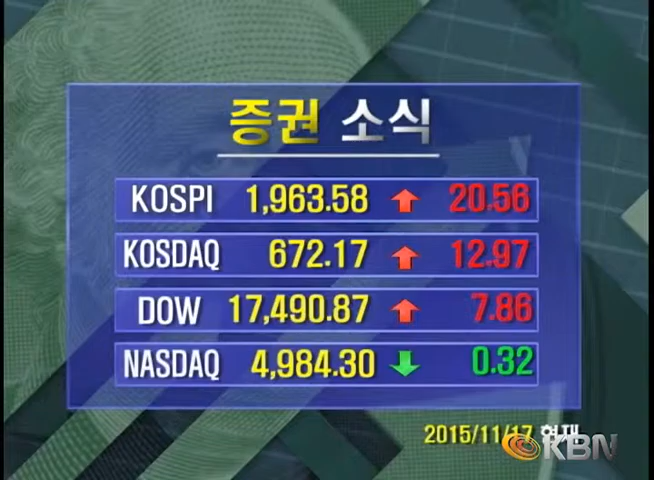 증권 소식
KOSPI 1,963.58 ↑ 20.56
KOSDAQ 672.17 ↑ 12.97
DOW 17,490.87 ↑ 7.86
NASDAQ 4,984.30 ↓ 0.32
2015/11/17 현재
KBN